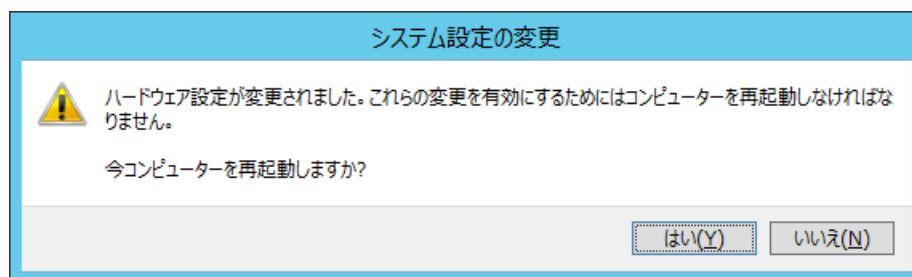 システム設定の変更
ハードウェア設定が変更されました。これらの変更を有効にするためにはコンピューターを再起動しなければな
りません。
今コンピューターを再起動しますか?
はい(Y)
いいえ(N)